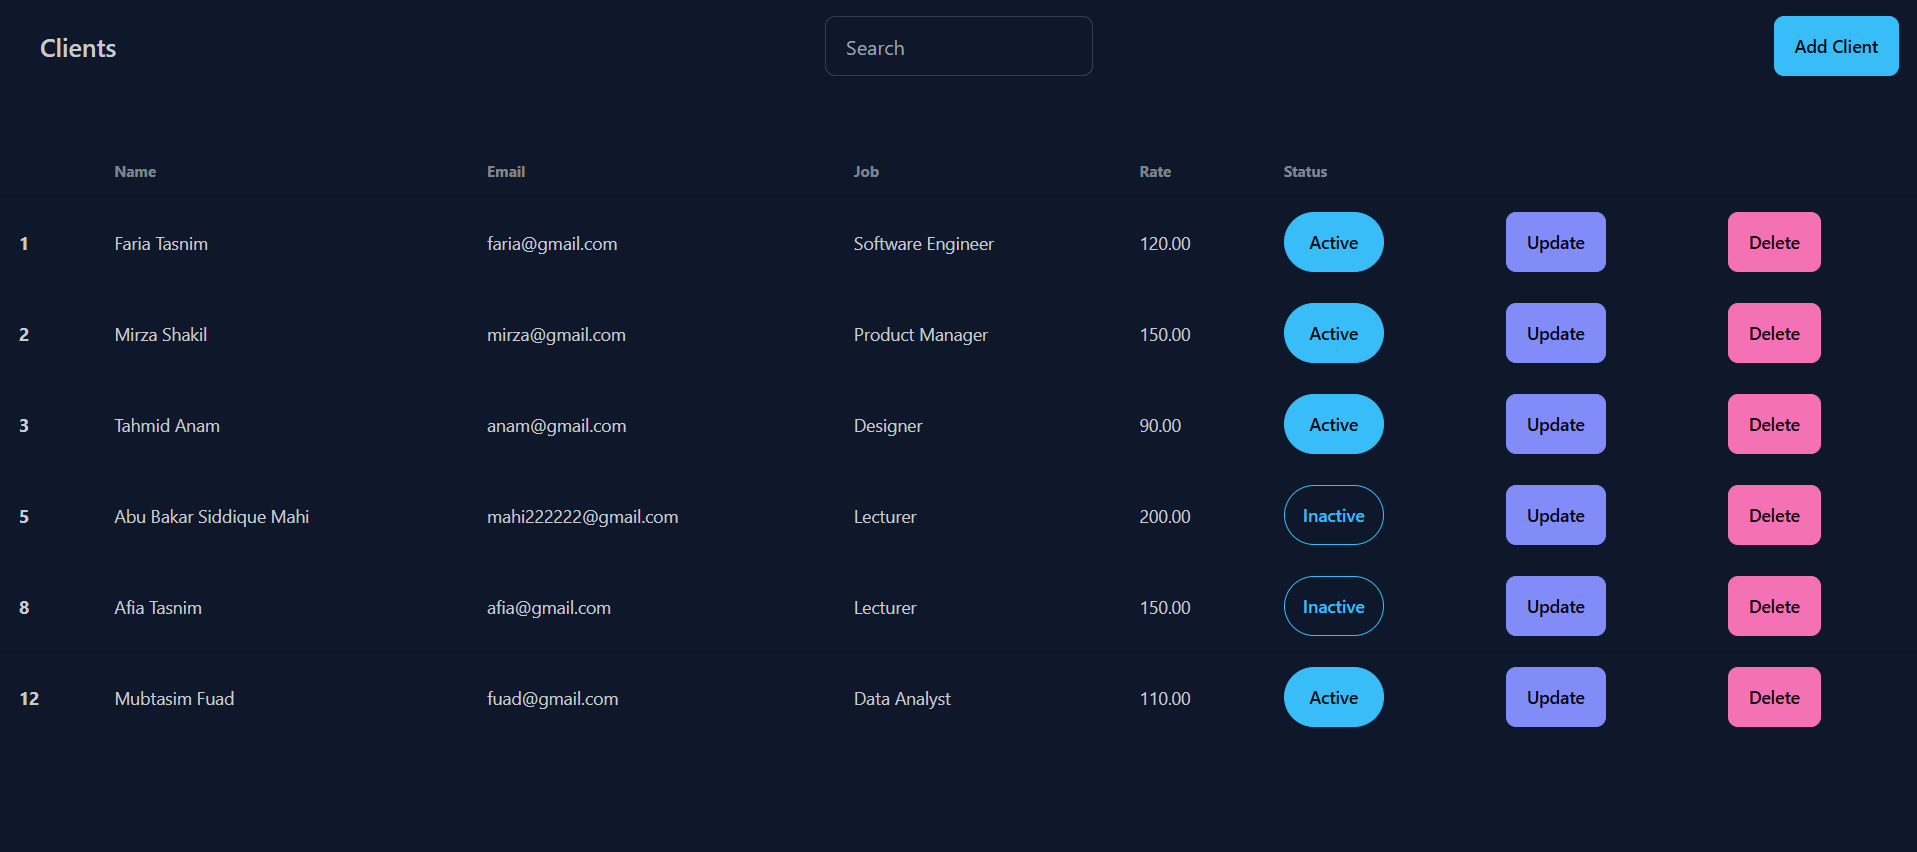 Clients Search Add Client
Name Email Job Rate Status
1 Faria Tasnim faria@gmail.com Software Engineer 120.00 Active Update Delete
2 Mirza Shakil mirza@gmail.com Product Manager 150.00 Active Update Delete
3 Tahmid Anam anam@gmail.com Designer 90.00 Active Update Delete
5 Abu Bakar Siddique Mahi mahi222222@gmail.com Lecturer 200.00 Inactive Update Delete
8 Afia Tasnim afia@gmail.com Lecturer 150.00 Inactive Update Delete
12 Mubtasim Fuad fuad@gmail.com Data Analyst 110.00 Active Update Delete